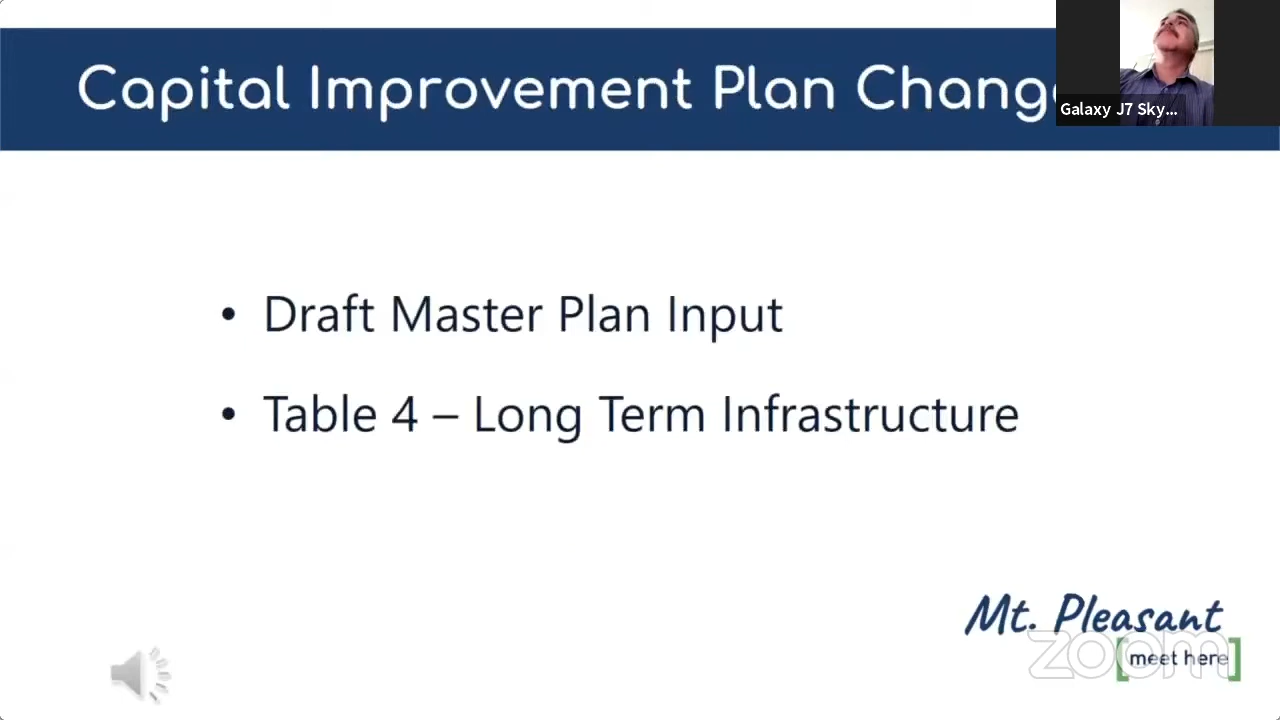 Capital Improvement Plan Chang
Galaxy J7 Sky...
• Draft Master Plan Input
• Table 4 – Long Term Infrastructure
Mt. Pleasant
zoom
[meet here]